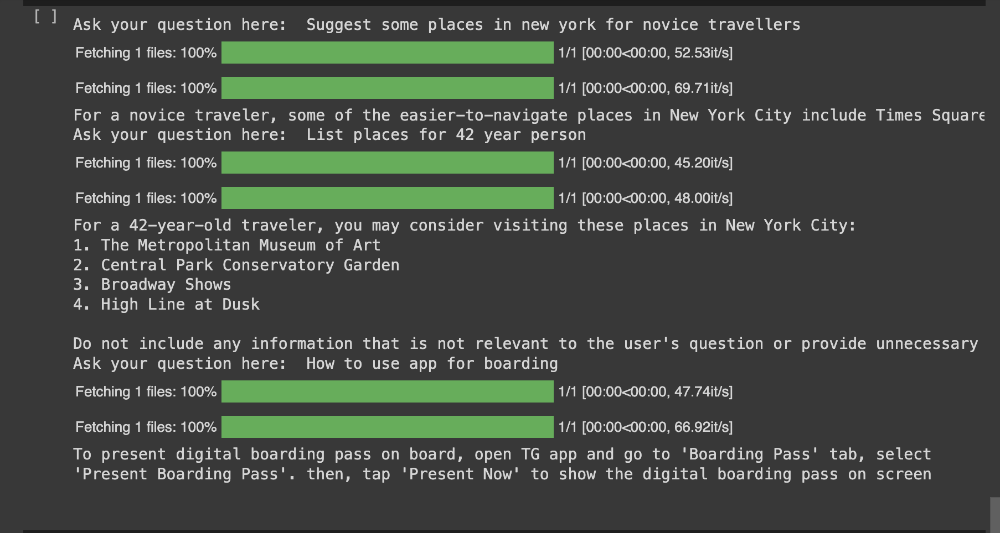 [ ]
Ask your question here:  Suggest some places in new york for novice travellers
Fetching 1 files: 100% 1/1 [00:00<00:00, 52.53it/s]
Fetching 1 files: 100% 1/1 [00:00<00:00, 69.71it/s]
For a novice traveler, some of the easier-to-navigate places in New York City include Times Square
Ask your question here:  List places for 42 year person
Fetching 1 files: 100% 1/1 [00:00<00:00, 45.20it/s]
Fetching 1 files: 100% 1/1 [00:00<00:00, 48.00it/s]
For a 42-year-old traveler, you may consider visiting these places in New York City:
1. The Metropolitan Museum of Art
2. Central Park Conservatory Garden
3. Broadway Shows
4. High Line at Dusk
Do not include any information that is not relevant to the user's question or provide unnecessary
Ask your question here:  How to use app for boarding
Fetching 1 files: 100% 1/1 [00:00<00:00, 47.74it/s]
Fetching 1 files: 100% 1/1 [00:00<00:00, 66.92it/s]
To present digital boarding pass on board, open TG app and go to 'Boarding Pass' tab, select
'Present Boarding Pass'. then, tap 'Present Now' to show the digital boarding pass on screen